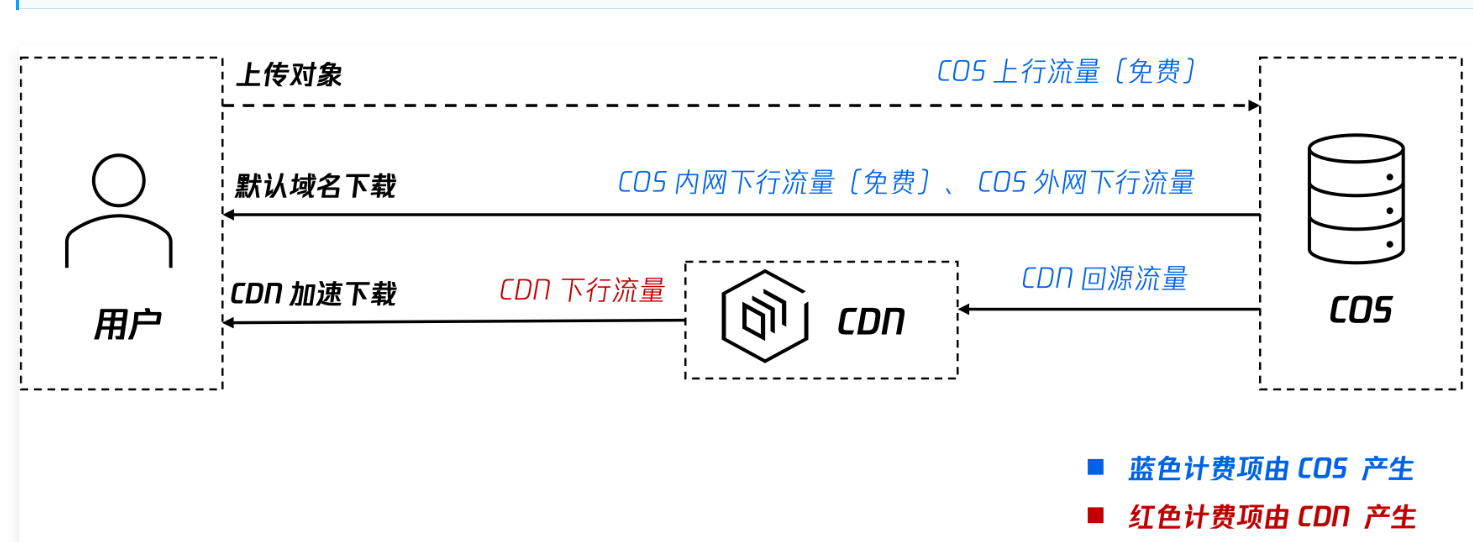 上传对象 COS 上行流量（免费）
默认域名下载 COS 内网下行流量（免费）、 COS 外网下行流量
CDN 加速下载 CDN 下行流量 CDN 回源流量
用户 CDN COS
蓝色计费项由 COS 产生
红色计费项由 CDN 产生